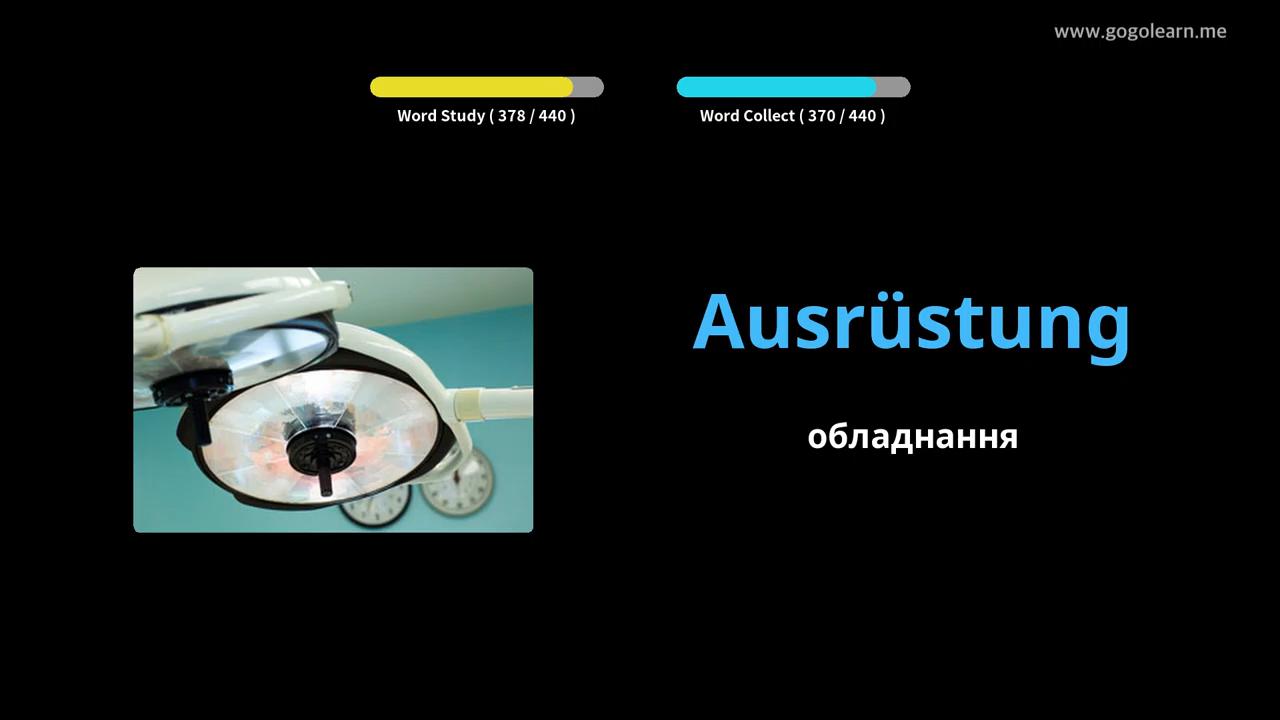 www.gogolearn.me
Word Study ( 378 / 440 )
Word Collect ( 370 / 440 )
Ausrüstung
обладнання